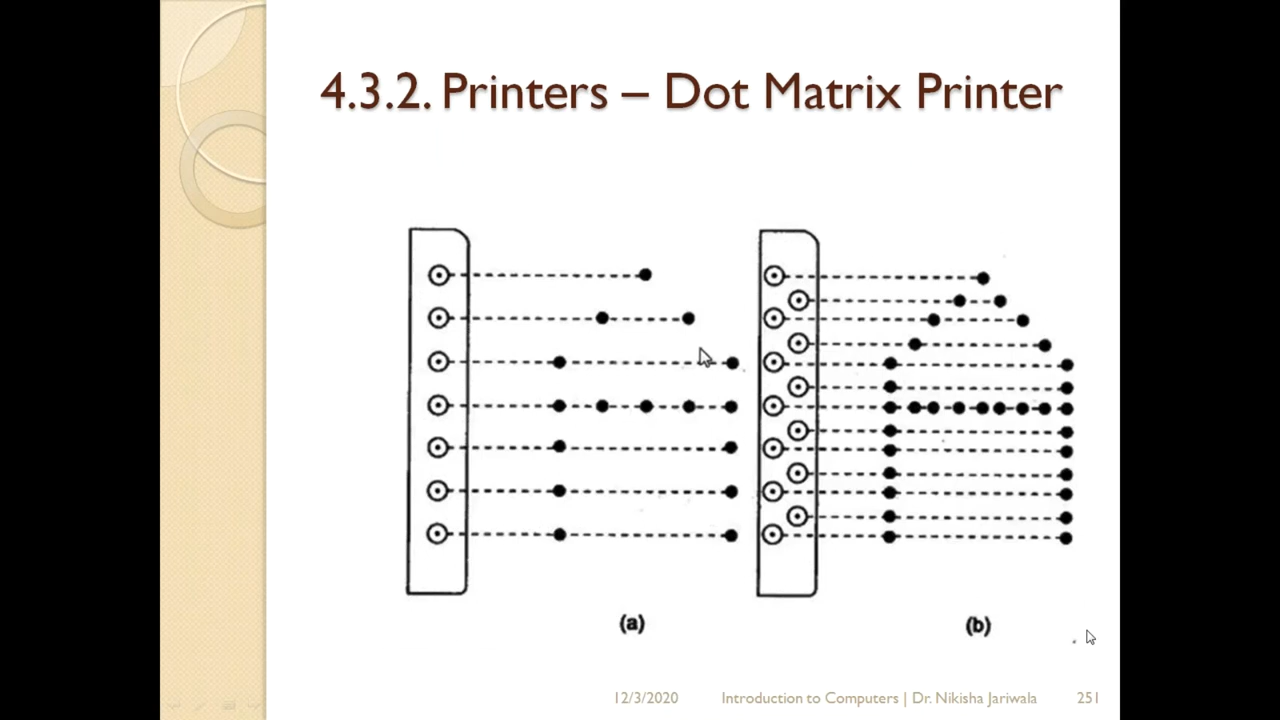 4.3.2. Printers – Dot Matrix Printer
(a)
(b)
12/3/2020
Introduction to Computers | Dr. Nikisha Jariwala
251